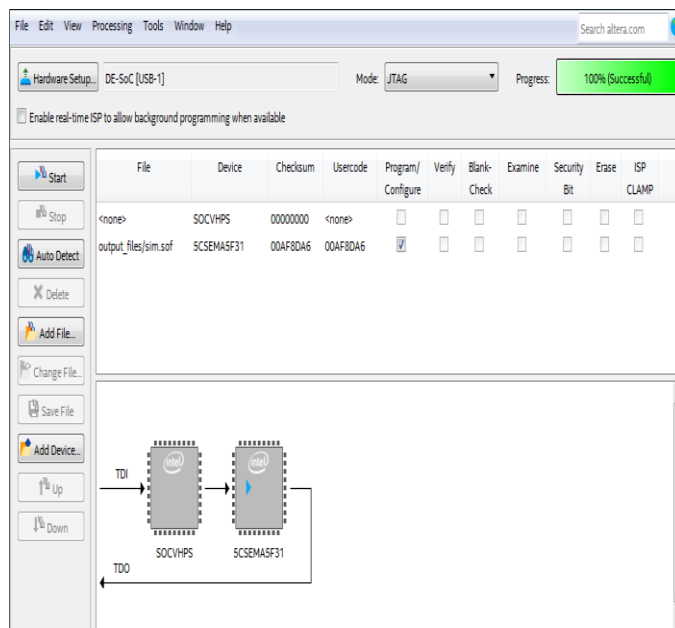 File Edit View Processing Tools Window Help Search altera.com
Hardware Setup... DE-SoC [USB-1] Mode: JTAG Progress: 100% (Successful)
Enable real-time ISP to allow background programming when available
Start
Stop
Auto Detect
Delete
Add File...
Change File...
Save File
Add Device...
Up
Down
File Device Checksum Usercode Program/ Verify Blank- Examine Security Erase ISP
Configure Check Bit CLAMP
<none> SOCVHPS 00000000 <none>
output_files/sim.sof 5CSEMA5F31 00AF8DA6 00AF8DA6
intel intel
TDI
SOCVHPS 5CSEMA5F31
TDO